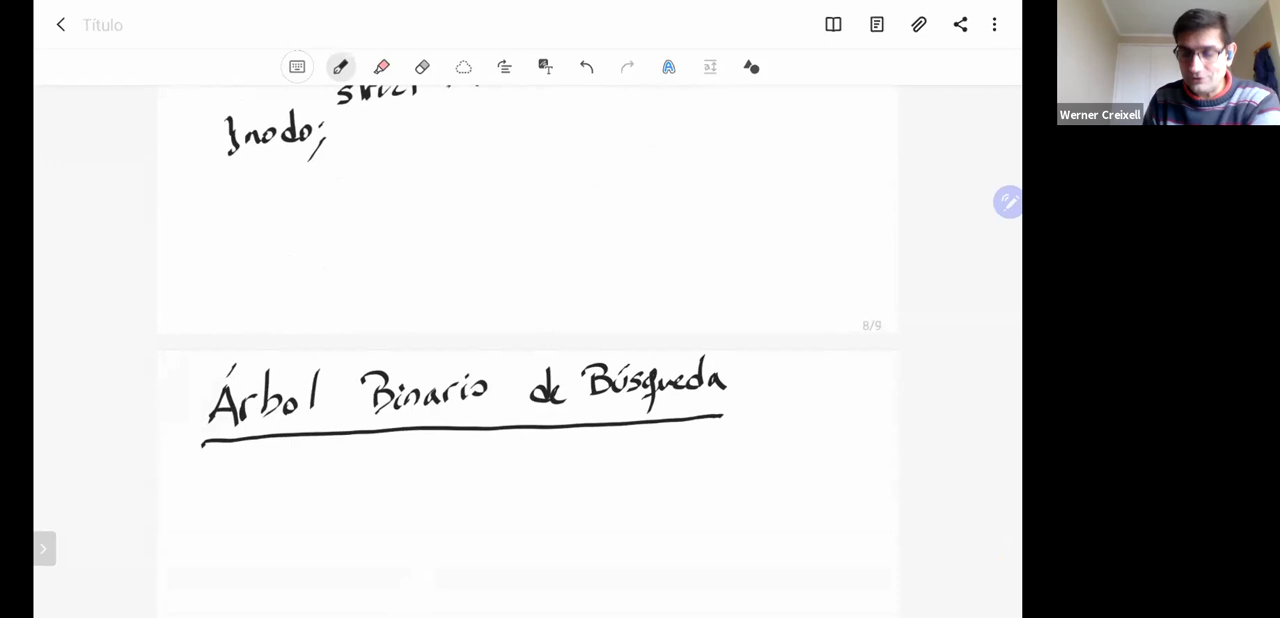 Título
}nodo;
8/9
Árbol Binario de Búsqueda
Werner Creixell